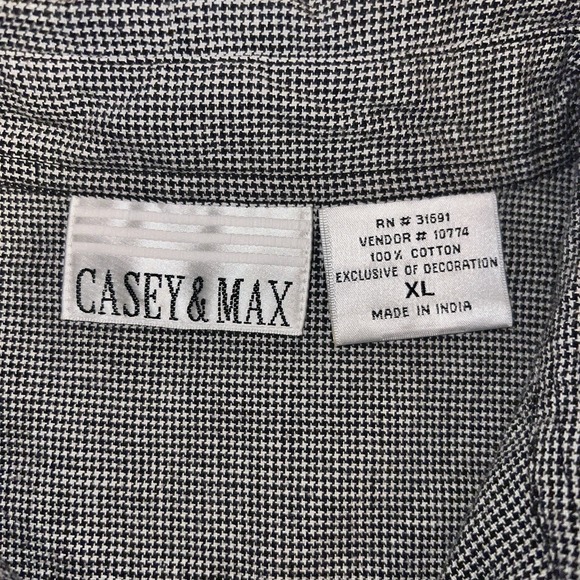 CASEY & MAX
RN # 31691
VENDOR # 10774
100% COTTON
EXCLUSIVE OF DECORATION
XL
MADE IN INDIA